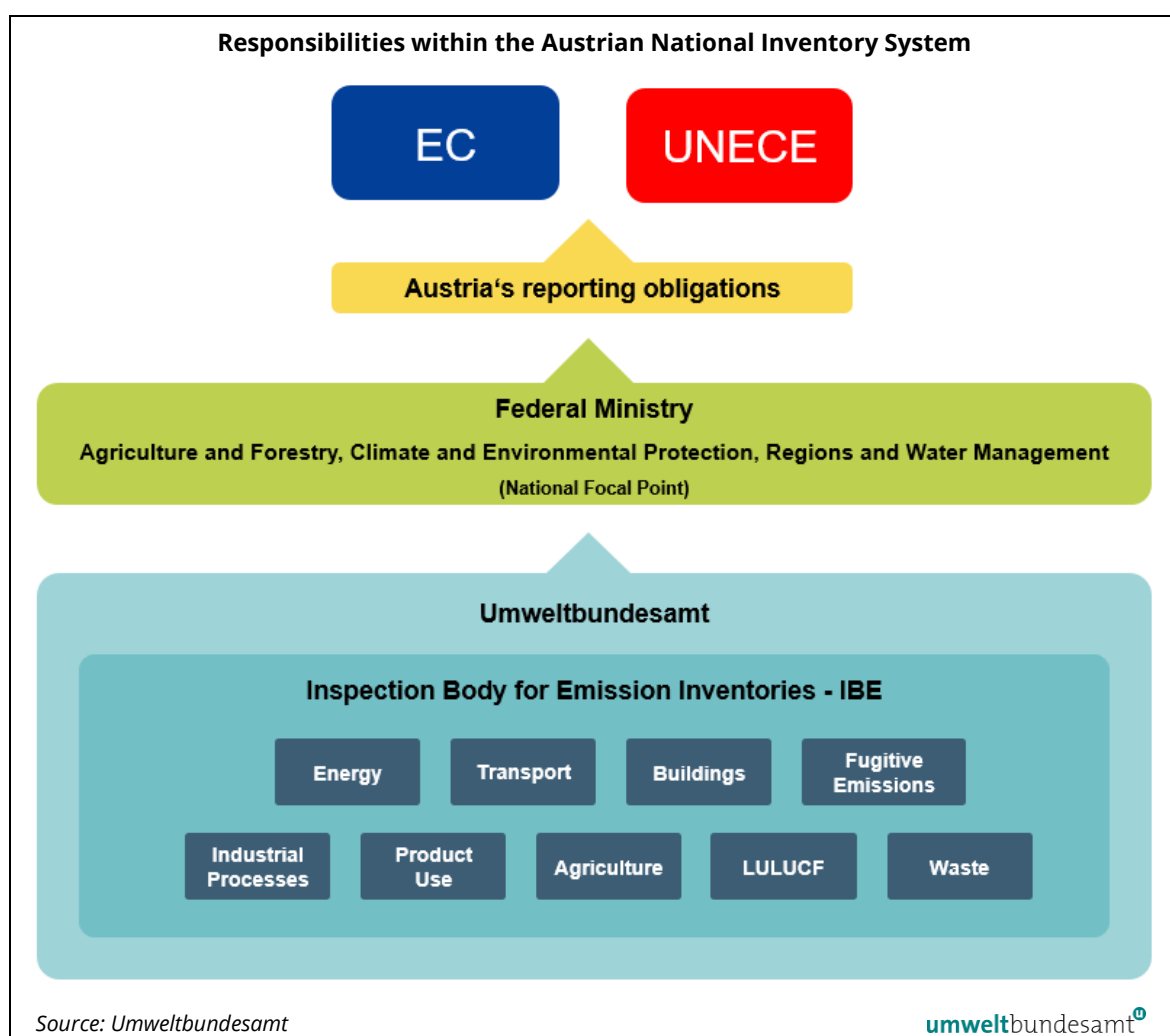 Responsibilities within the Austrian National Inventory System
EC
UNECE
Austria‘s reporting obligations
Federal Ministry
Agriculture and Forestry, Climate and Environmental Protection, Regions and Water Management
(National Focal Point)
Umweltbundesamt
Inspection Body for Emission Inventories - IBE
Energy
Transport
Buildings
Fugitive
Emissions
Industrial
Processes
Product
Use
Agriculture
LULUCF
Waste
Source: Umweltbundesamt
umweltbundesamt
u